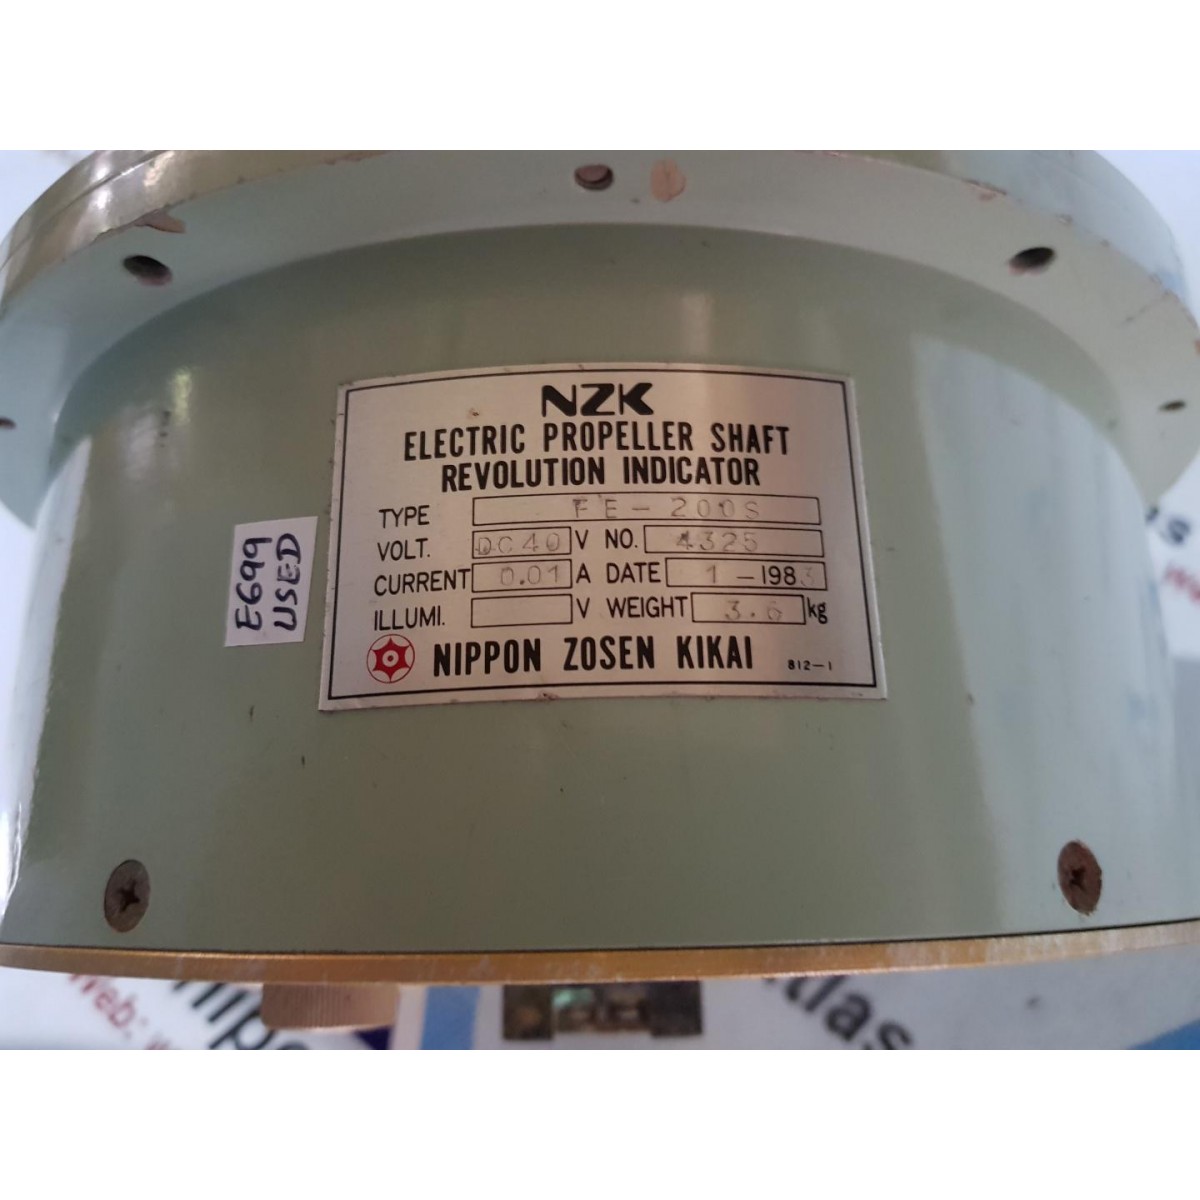 NZK
ELECTRIC PROPELLER SHAFT
REVOLUTION INDICATOR
TYPE FE-200S
VOLT. DC40 V NO. 4325
CURRENT 0.01 A DATE 1-1983
ILLUMI. V WEIGHT 3.6 kg
NIPPON ZOSEN KIKAI 812-1
E699
USED
Web: